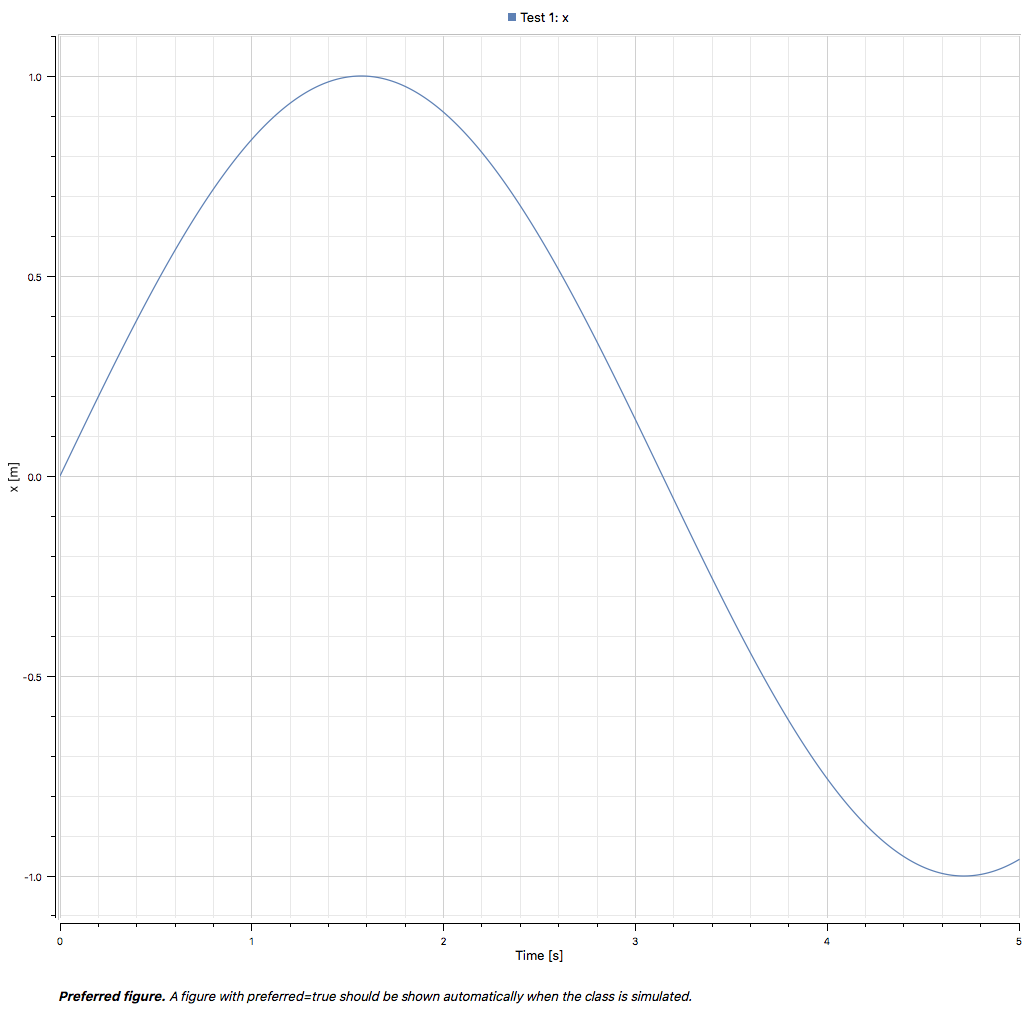 Test 1: x
1.0
0.5
0.0
-0.5
-1.0
x [m]
0 1 2 3 4 5
Time [s]
Preferred figure. A figure with preferred=true should be shown automatically when the class is simulated.